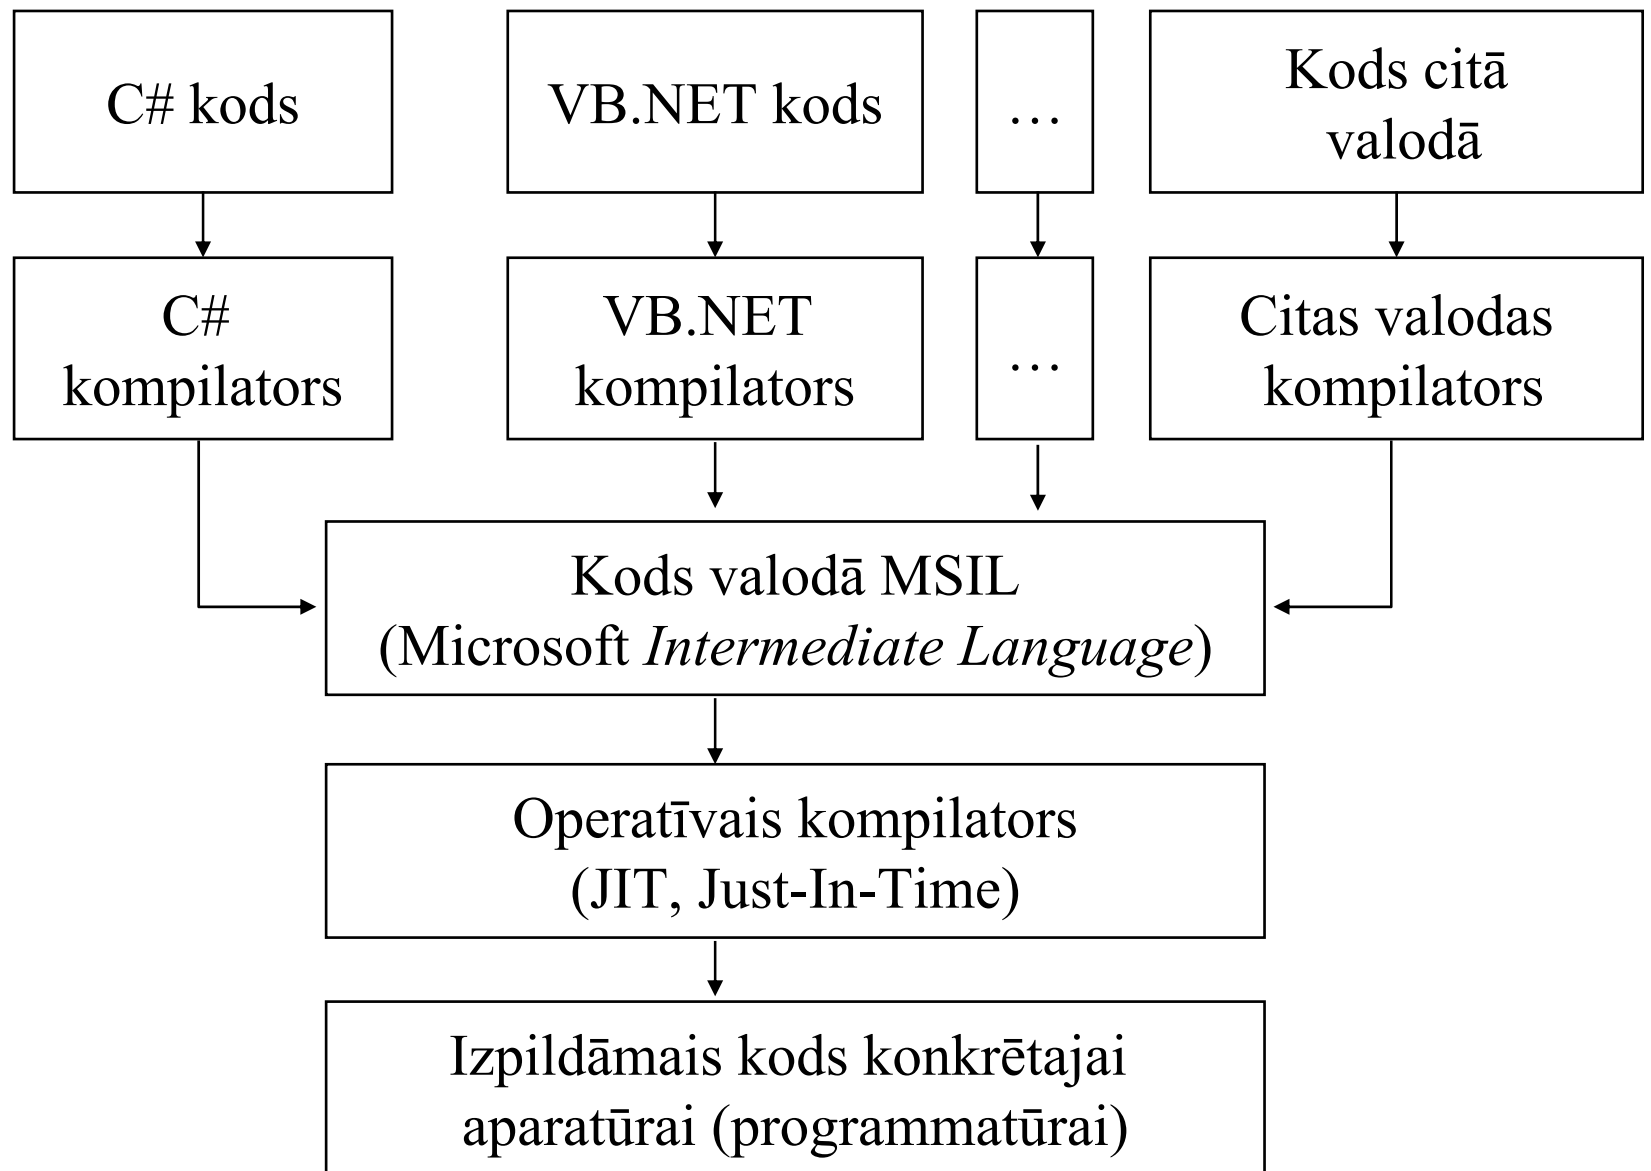 C# kods
VB.NET kods
…
Kods citā
valodā
C#
kompilators
VB.NET
kompilators
…
Citas valodas
kompilators
Kods valodā MSIL
(Microsoft Intermediate Language)
Operatīvais kompilators
(JIT, Just-In-Time)
Izpildāmais kods konkrētajai
aparatūrai (programmatūrai)